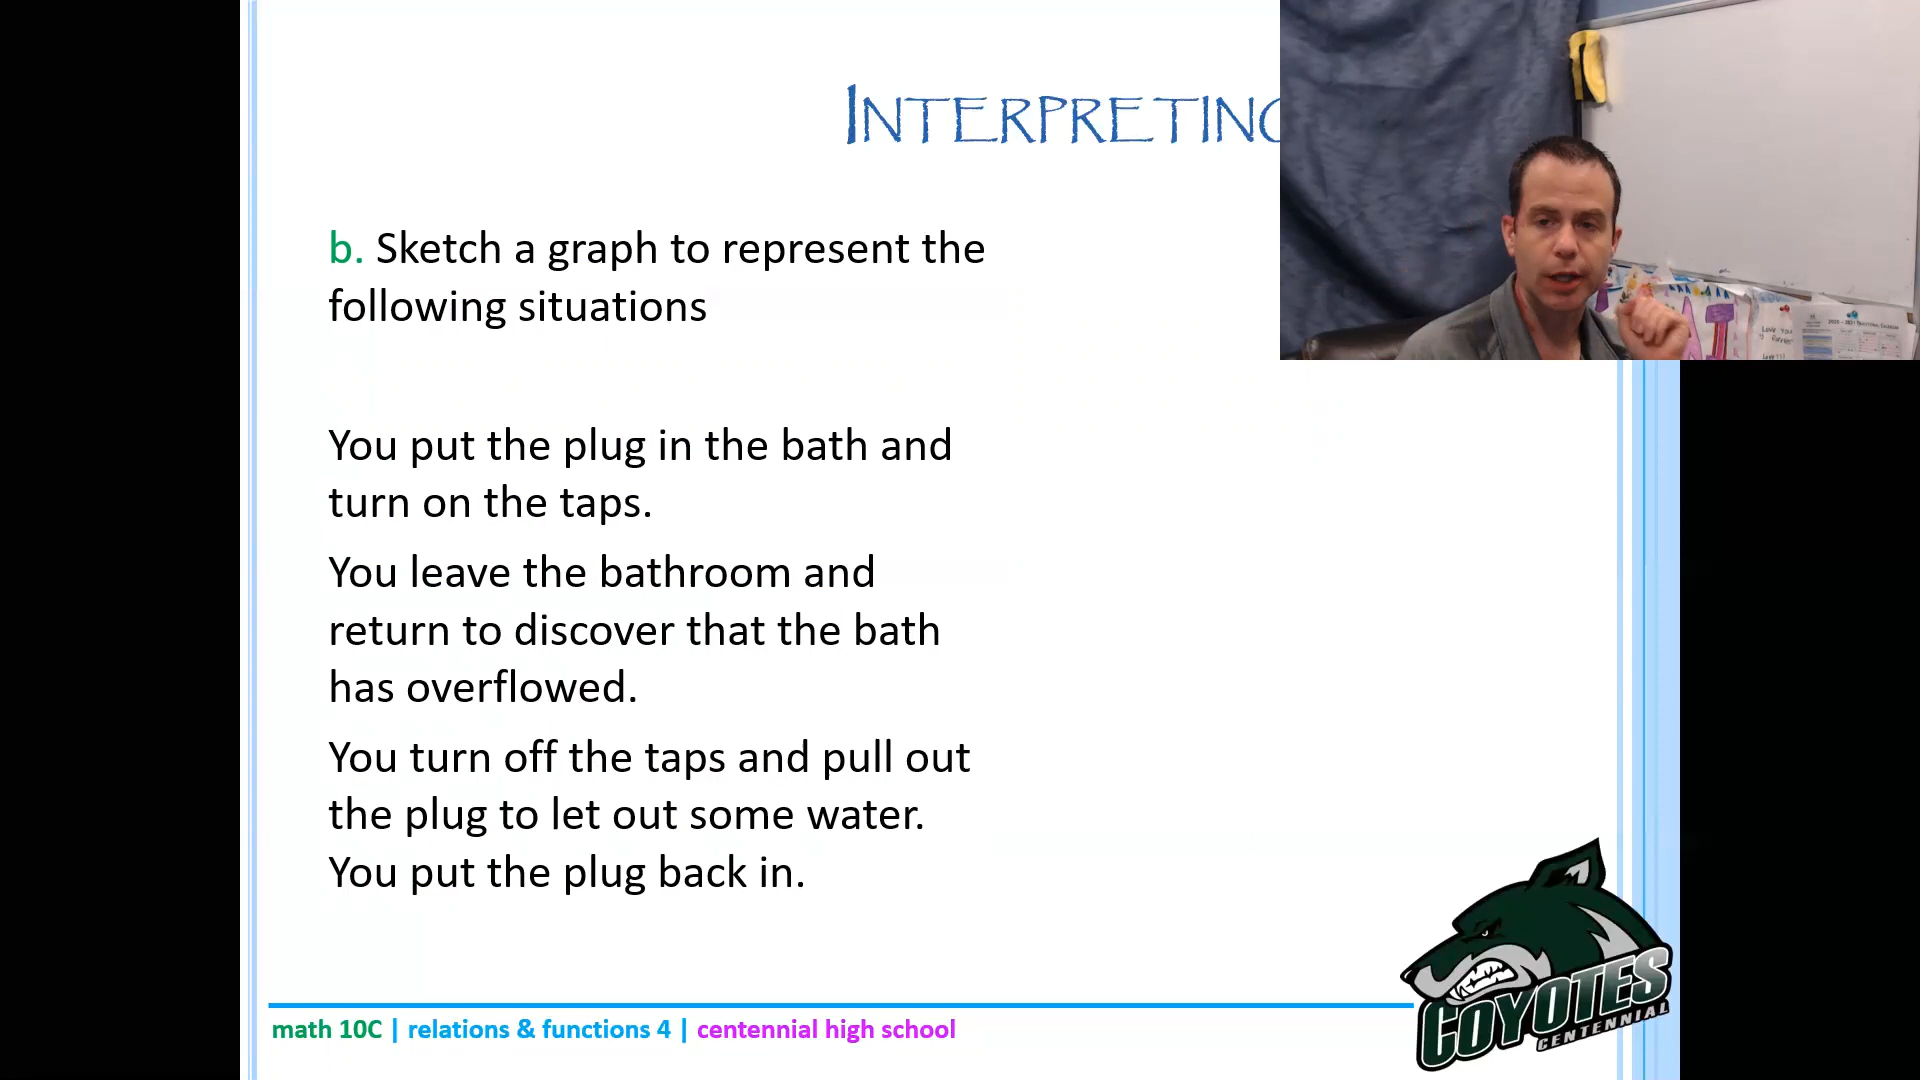 INTERPRETING
b. Sketch a graph to represent the
following situations
You put the plug in the bath and
turn on the taps.
You leave the bathroom and
return to discover that the bath
has overflowed.
You turn off the taps and pull out
the plug to let out some water.
You put the plug back in.
math 10C | relations & functions 4 | centennial high school
COYOTES
CENTENNIAL
Love You